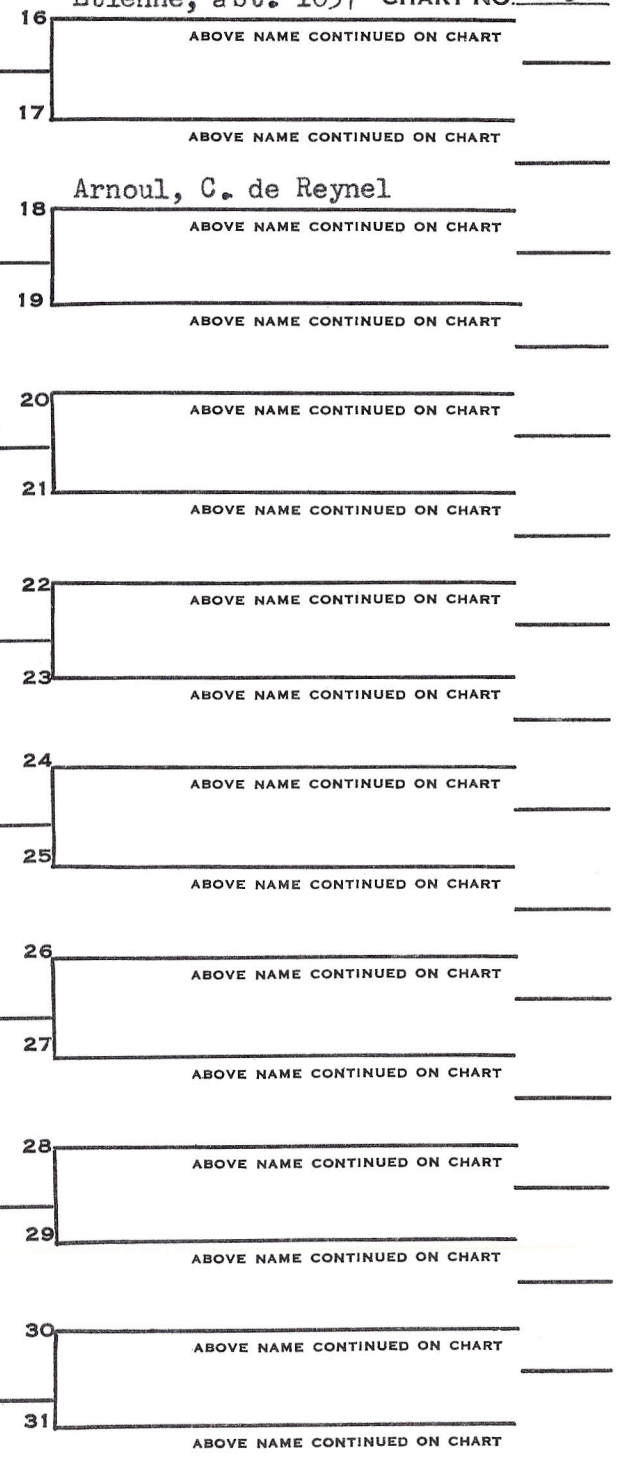 Etienne, abt. 1057 CHART NO.
16
ABOVE NAME CONTINUED ON CHART
17
ABOVE NAME CONTINUED ON CHART
Arnoul, C. de Reynel
18
ABOVE NAME CONTINUED ON CHART
19
ABOVE NAME CONTINUED ON CHART
20
ABOVE NAME CONTINUED ON CHART
21
ABOVE NAME CONTINUED ON CHART
22
ABOVE NAME CONTINUED ON CHART
23
ABOVE NAME CONTINUED ON CHART
24
ABOVE NAME CONTINUED ON CHART
25
ABOVE NAME CONTINUED ON CHART
26
ABOVE NAME CONTINUED ON CHART
27
ABOVE NAME CONTINUED ON CHART
28
ABOVE NAME CONTINUED ON CHART
29
ABOVE NAME CONTINUED ON CHART
30
ABOVE NAME CONTINUED ON CHART
31
ABOVE NAME CONTINUED ON CHART